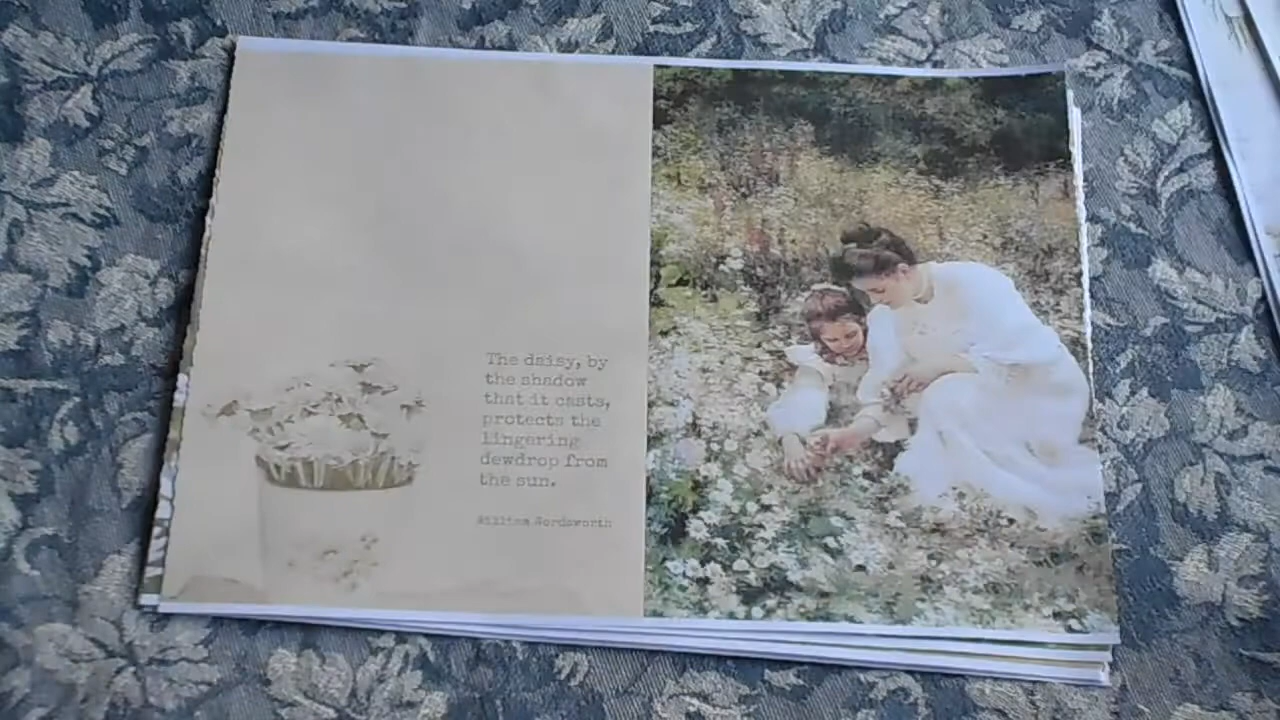 The daisy, by
the shadow
that it casts,
protects the
lingering
dewdrop from
the sun.
William Wordsworth